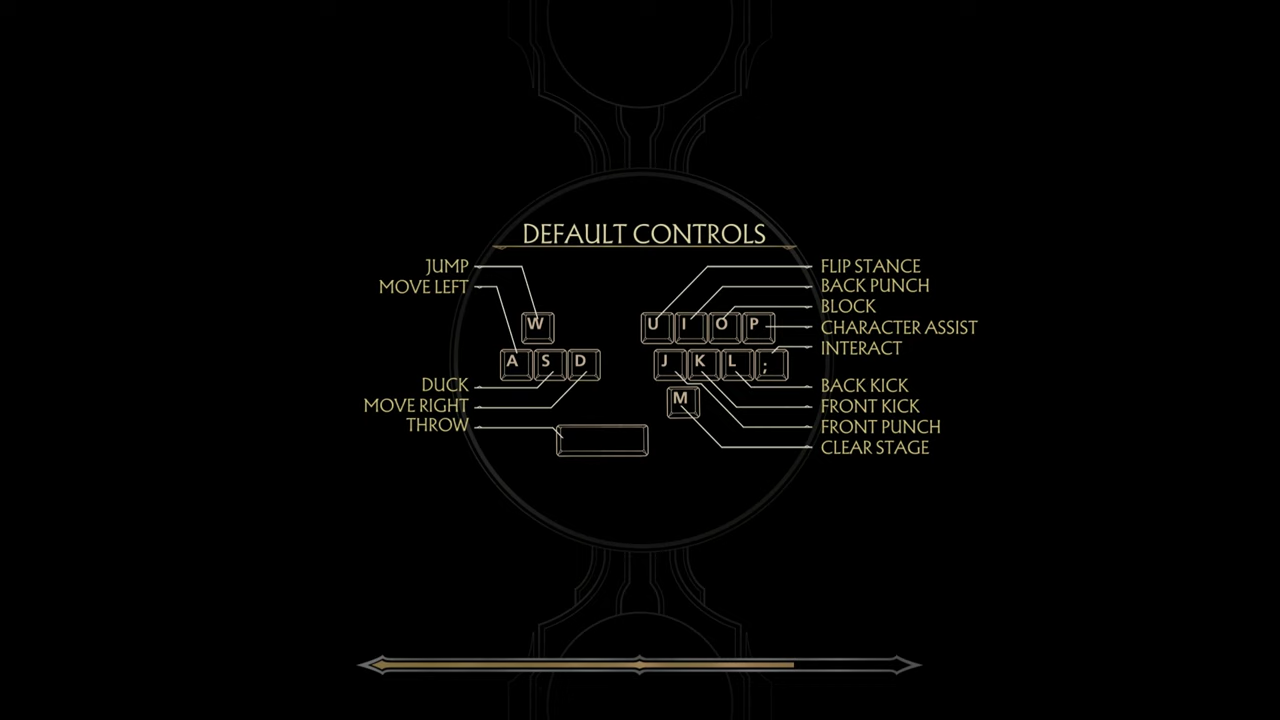 DEFAULT CONTROLS
JUMP
MOVE LEFT
W
A S D
DUCK
MOVE RIGHT
THROW
U I O P
J K L ;
M
FLIP STANCE
BACK PUNCH
BLOCK
CHARACTER ASSIST
INTERACT
BACK KICK
FRONT KICK
FRONT PUNCH
CLEAR STAGE